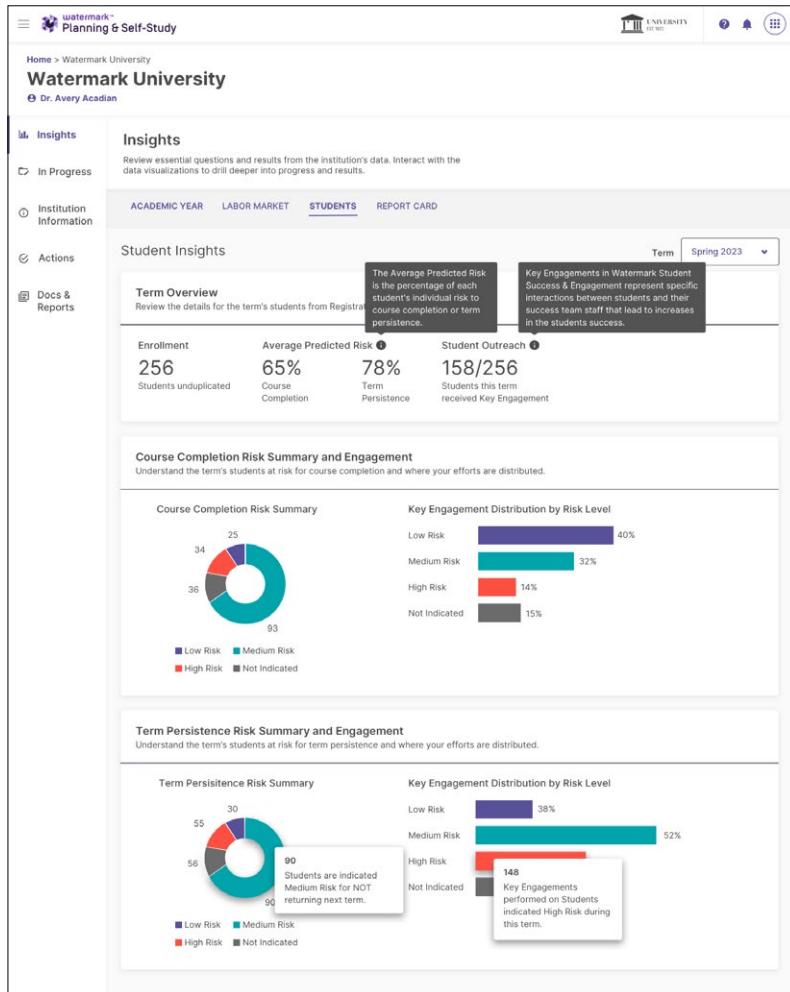 watermark™
Planning & Self-Study
UNIVERSITY
Home > Watermark University
Watermark University
Dr. Avery Acadian
Insights
In Progress
Institution
Information
Actions
Docs &
Reports
Insights
Review essential questions and results from the institution's data. Interact with the
data visualizations to drill deeper into progress and results.
ACADEMIC YEAR LABOR MARKET STUDENTS REPORT CARD
Student Insights
Term Spring 2023
The Average Predicted Risk
is the percentage of each
student's individual risk to
course completion or term
persistence.
Key Engagements in Watermark Student
Success & Engagement represent specific
interactions between students and their
success team staff that lead to increases
in the students success.
Term Overview
Review the details for the term's students from
Enrollment
256
Students unduplicated
Average Predicted Risk
65%
Course
Completion
78%
Term
Persistence
Student Outreach
158/256
Students this term
received Key Engagement
Course Completion Risk Summary and Engagement
Understand the term's students at risk for course completion and where your efforts are distributed.
Course Completion Risk Summary
25
34
36
93
Low Risk Medium Risk
High Risk Not Indicated
Key Engagement Distribution by Risk Level
Low Risk 40%
Medium Risk 32%
High Risk 14%
Not Indicated 15%
Term Persistence Risk Summary and Engagement
Understand the term's students at risk for term persistence and where your efforts are distributed.
Term Persisitence Risk Summary
30
55
56
90
90
Students are indicated
Medium Risk for NOT
returning next term.
Low Risk Medium Risk
High Risk Not Indicated
Key Engagement Distribution by Risk Level
Low Risk 38%
Medium Risk 52%
High Risk
Not Indicated
148
Key Engagements
performed on Students
indicated High Risk during
this term.